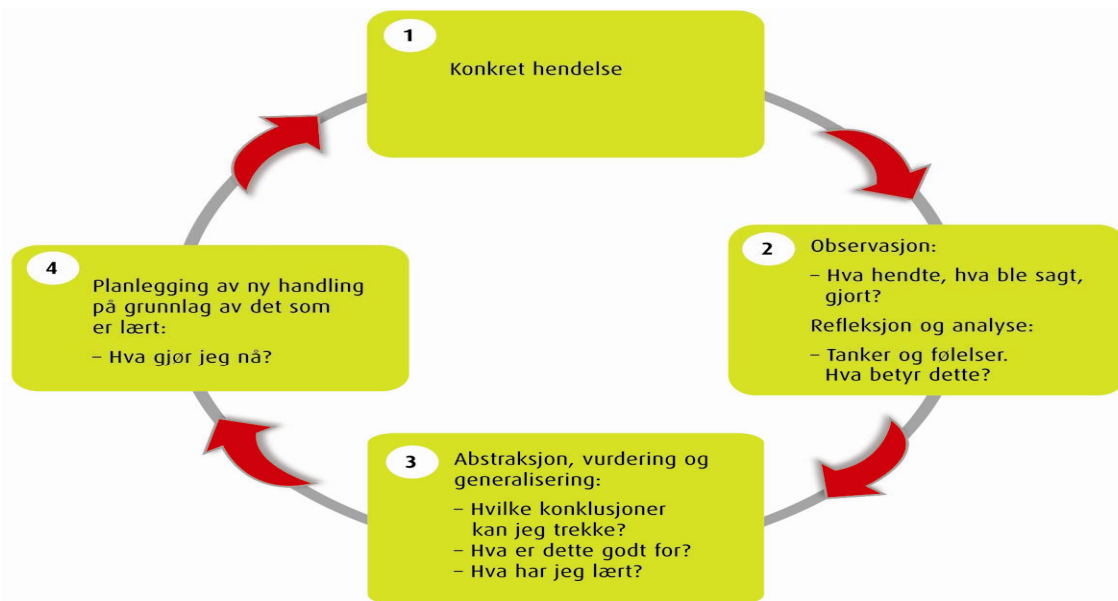 1
Konkret hendelse
2
Observasjon:
– Hva hendte, hva ble sagt,
gjort?
Refleksjon og analyse:
– Tanker og følelser.
Hva betyr dette?
3
Abstraksjon, vurdering og
generalisering:
– Hvilke konklusjoner
kan jeg trekke?
– Hva er dette godt for?
– Hva har jeg lært?
4
Planlegging av ny handling
på grunnlag av det som
er lært:
– Hva gjør jeg nå?